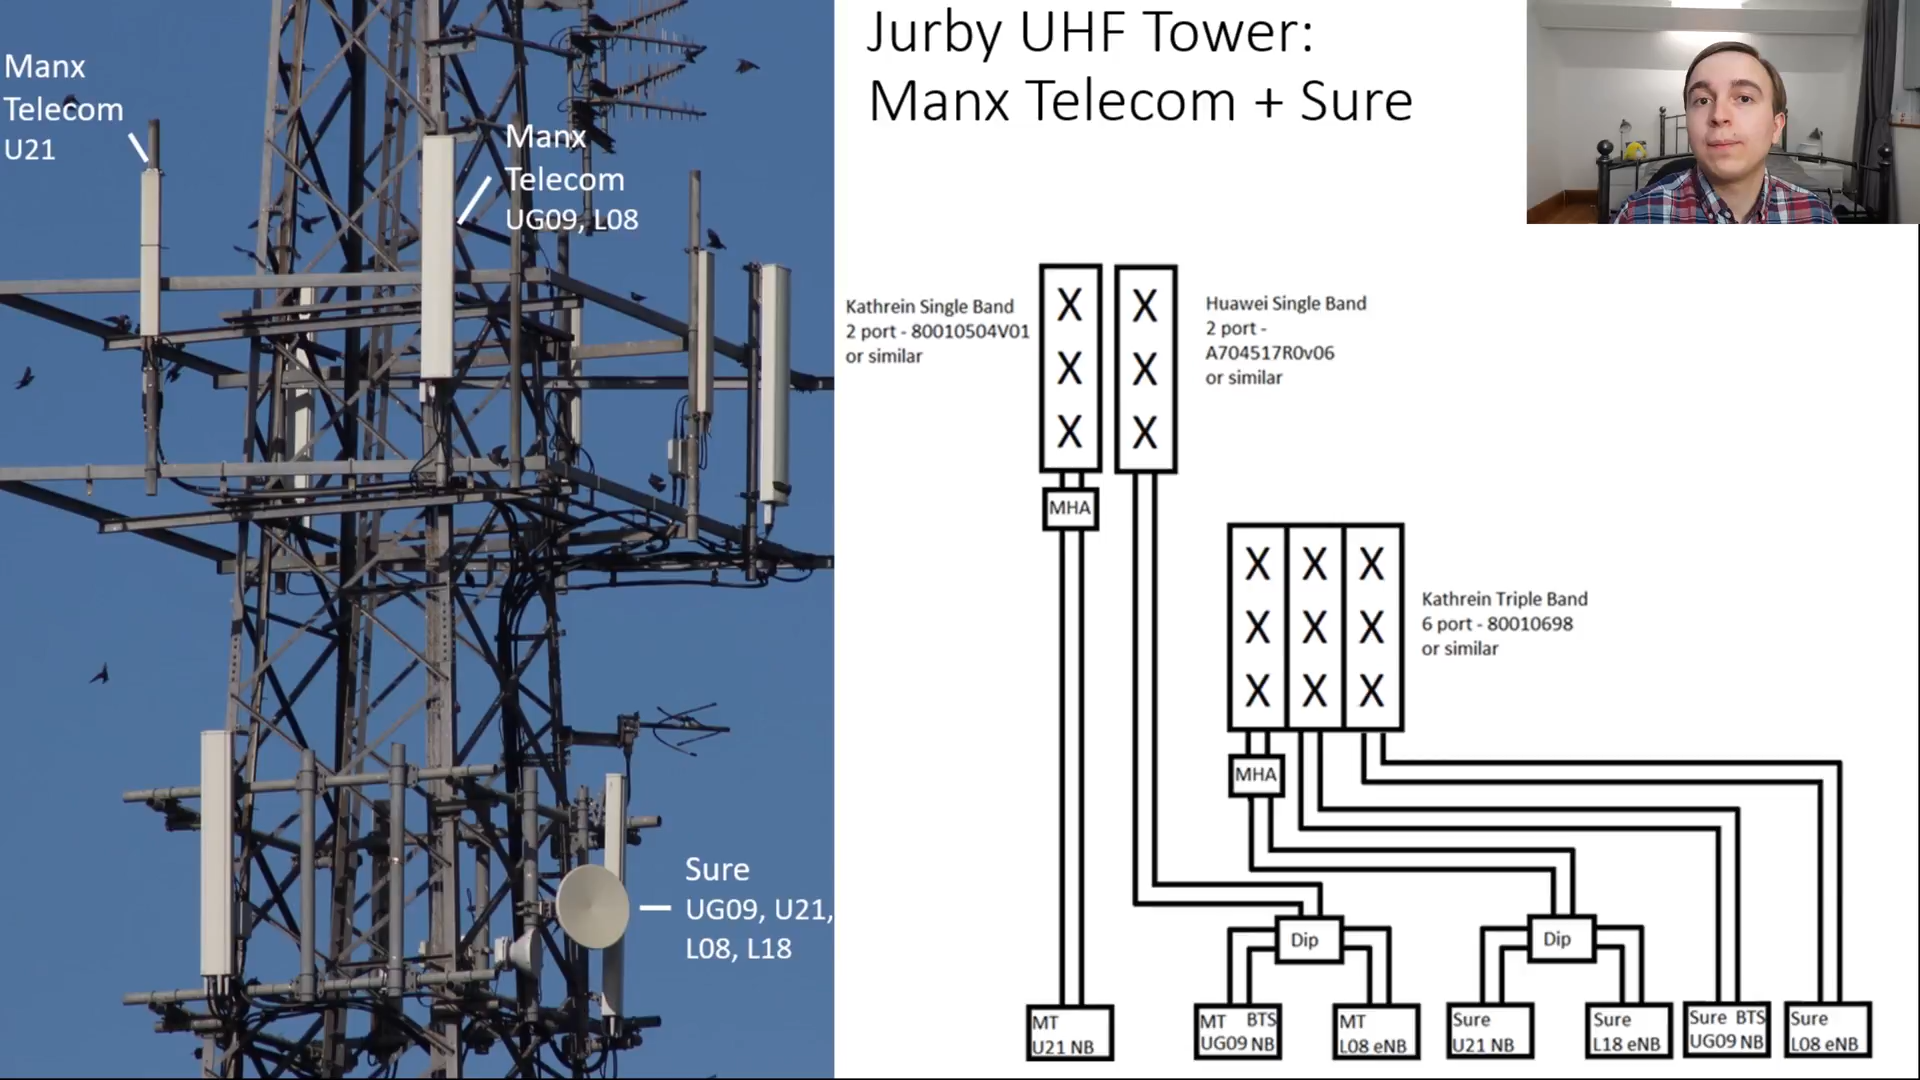 Jurby UHF Tower:
Manx Telecom + Sure
Manx
Telecom
U21
Manx
Telecom
UG09, L08
Sure
UG09, U21,
L08, L18
Kathrein Single Band
2 port - 80010504V01
or similar
X X
X X
X X
Huawei Single Band
2 port -
A704517R0v06
or similar
MHA
X X X
X X X
X X X
Kathrein Triple Band
6 port - 80010698
or similar
MHA
Dip
Dip
MT
U21 NB
MT BTS
UG09 NB
MT
L08 eNB
Sure
U21 NB
Sure
L18 eNB
Sure BTS
UG09 NB
Sure
L08 eNB